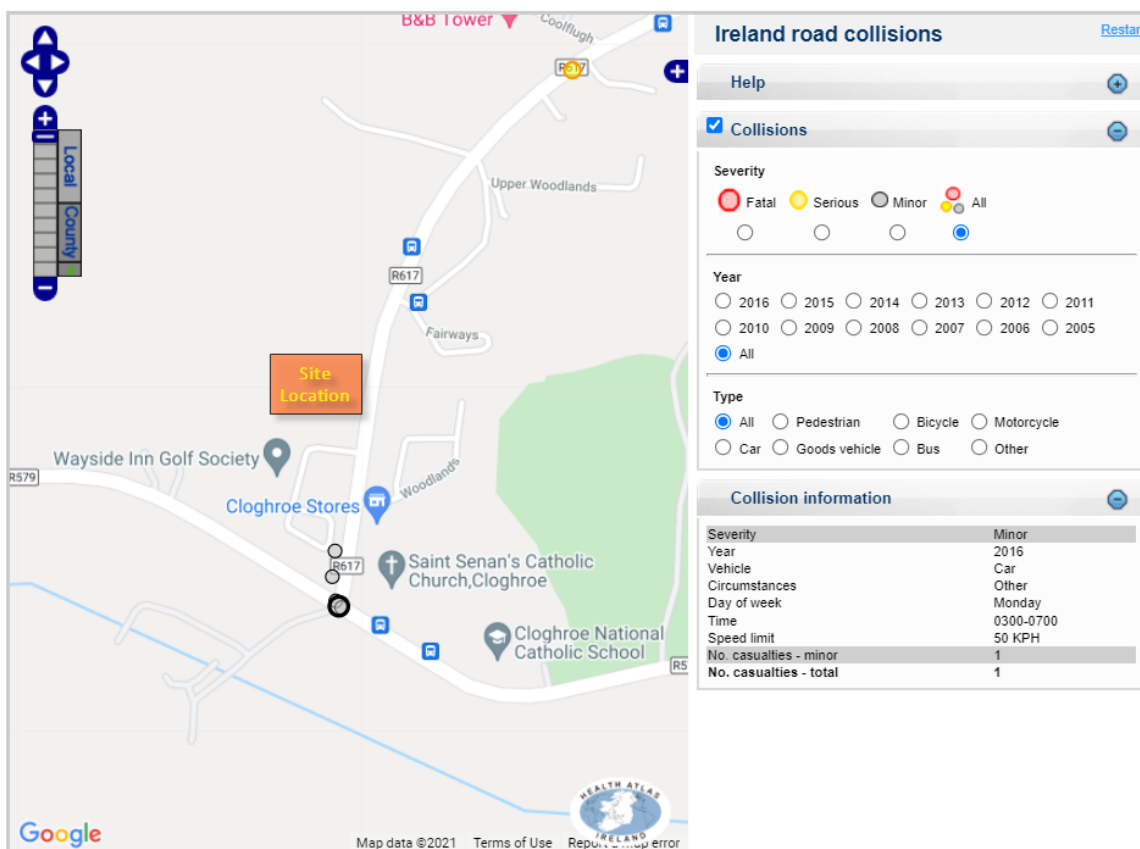 B&B Tower
Coolflugh
R617
Upper Woodlands
R617
Fairways
Local
County
Site
Location
Wayside Inn Golf Society
R579
Cloghroe Stores
Woodlands
R617
Saint Senan's Catholic
Church,Cloghroe
Cloghroe National
Catholic School
R5
HEALTH ATLAS
IRELAND
Google
Map data ©2021 Terms of Use Report a map error
Ireland road collisions
Restar
Help
Collisions
Severity
Fatal Serious Minor All
Year
2016 2015 2014 2013 2012 2011
2010 2009 2008 2007 2006 2005
All
Type
All Pedestrian Bicycle Motorcycle
Car Goods vehicle Bus Other
Collision information
Severity Minor
Year 2016
Vehicle Car
Circumstances Other
Day of week Monday
Time 0300-0700
Speed limit 50 KPH
No. casualties - minor 1
No. casualties - total 1